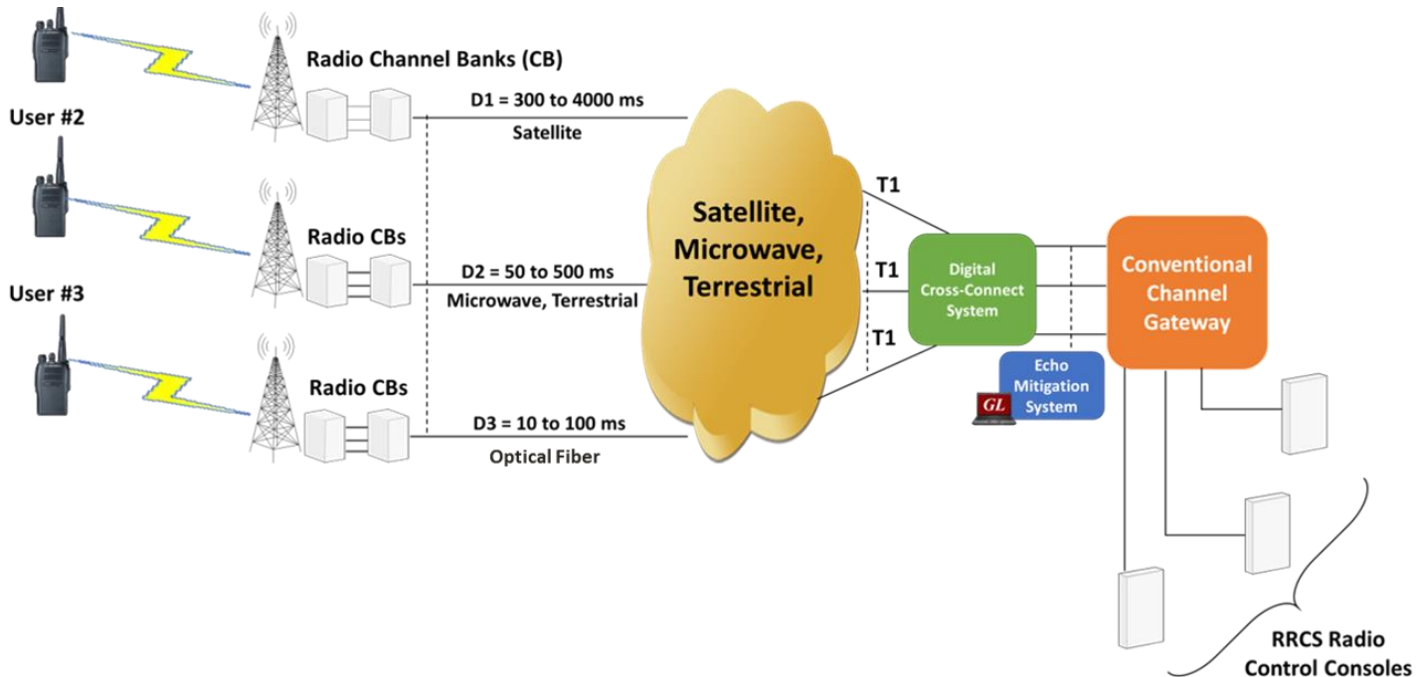 Radio Channel Banks (CB)
D1 = 300 to 4000 ms
Satellite
User #2
Radio CBs
D2 = 50 to 500 ms
Microwave, Terrestrial
User #3
Radio CBs
D3 = 10 to 100 ms
Optical Fiber
Satellite,
Microwave,
Terrestrial
T1
T1
T1
Digital
Cross-Connect
System
Conventional
Channel
Gateway
GL
Echo
Mitigation
System
RRCS Radio
Control Consoles